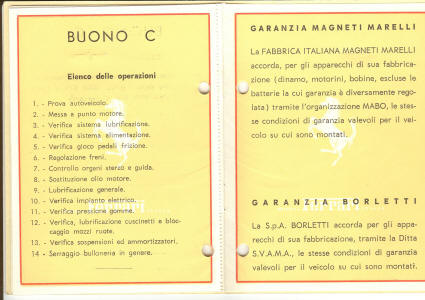 BUONO C
Elenco delle operazioni
1. - Prova autoveicolo.
2. - Messa a punto motore.
3. - Verifica sistema lubrificazione.
4. - Verifica sistema alimentazione.
5. - Verifica gioco pedali frizione.
6. - Regolazione freni.
7. - Controllo organi sterzo e guida.
8. - Sostituzione olio motore.
9. - Lubrificazione generale.
10. - Verifica impianto elettrico.
11. - Verifica pressione gomme.
12. - Verifica, lubrificazione cuscinetti e bloc-
caggio mozzi ruote.
13. - Verifica sospensioni ed ammortizzatori.
14 - Serraggio bulloneria in genere.
GARANZIA MAGNETI MARELLI
La FABBRICA ITALIANA MAGNETI MARELLI
accorda, per gli apparecchi di sua fabbrica-
zione (dinamo, motorini, bobine, escluse le
batterie la cui garanzia è diversamente rego-
lata) tramite l'organizzazione MABO, le stes-
se condizioni di garanzia valevoli per il vei-
colo su cui sono montati.
Ferrari
GARANZIA BORLETTI
La S.p.A. BORLETTI accorda per gli appa-
recchi di sua fabbricazione, tramite la Ditta
S.V.A.M.A., le stesse condizioni di garanzia
valevoli per il veicolo su cui sono montati.